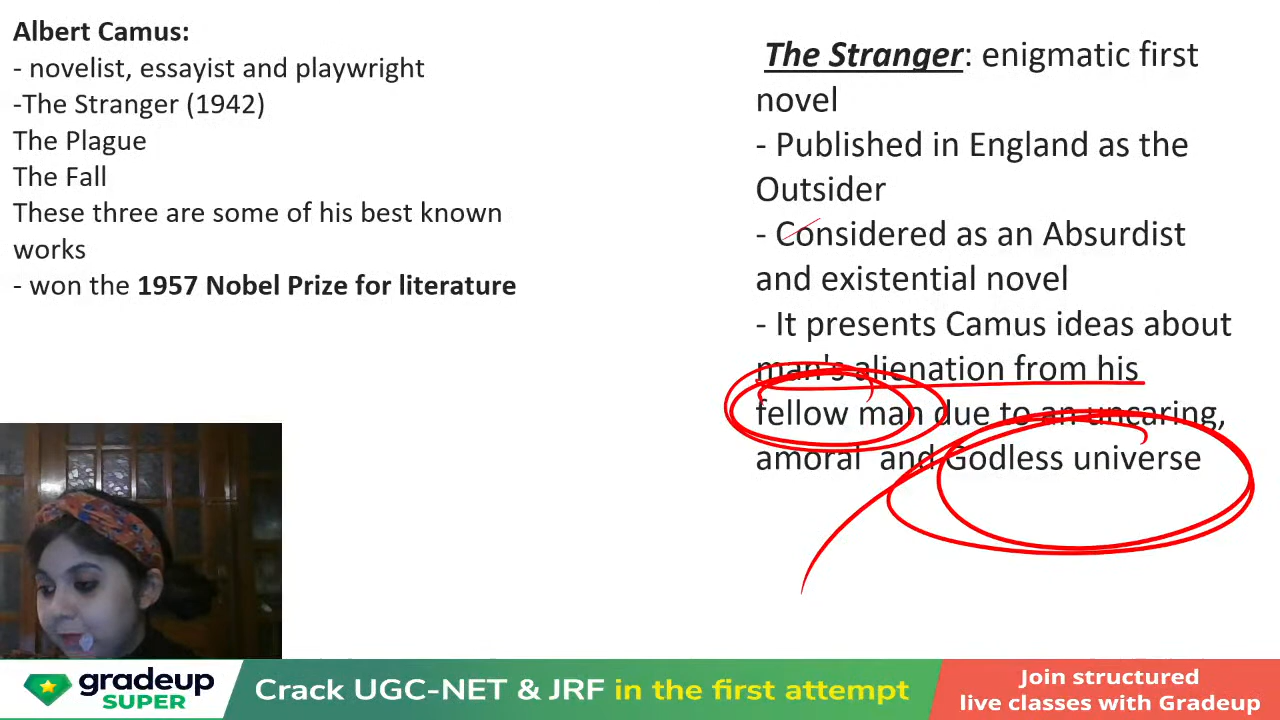 Albert Camus:
- novelist, essayist and playwright
-The Stranger (1942)
The Plague
The Fall
These three are some of his best known
works
- won the 1957 Nobel Prize for literature
The Stranger: enigmatic first
novel
- Published in England as the
Outsider
- Considered as an Absurdist
and existential novel
- It presents Camus ideas about
man's alienation from his
fellow man due to an uncaring,
amoral and Godless universe
gradeup
SUPER
Crack UGC-NET & JRF in the first attempt
Join structured
live classes with Gradeup